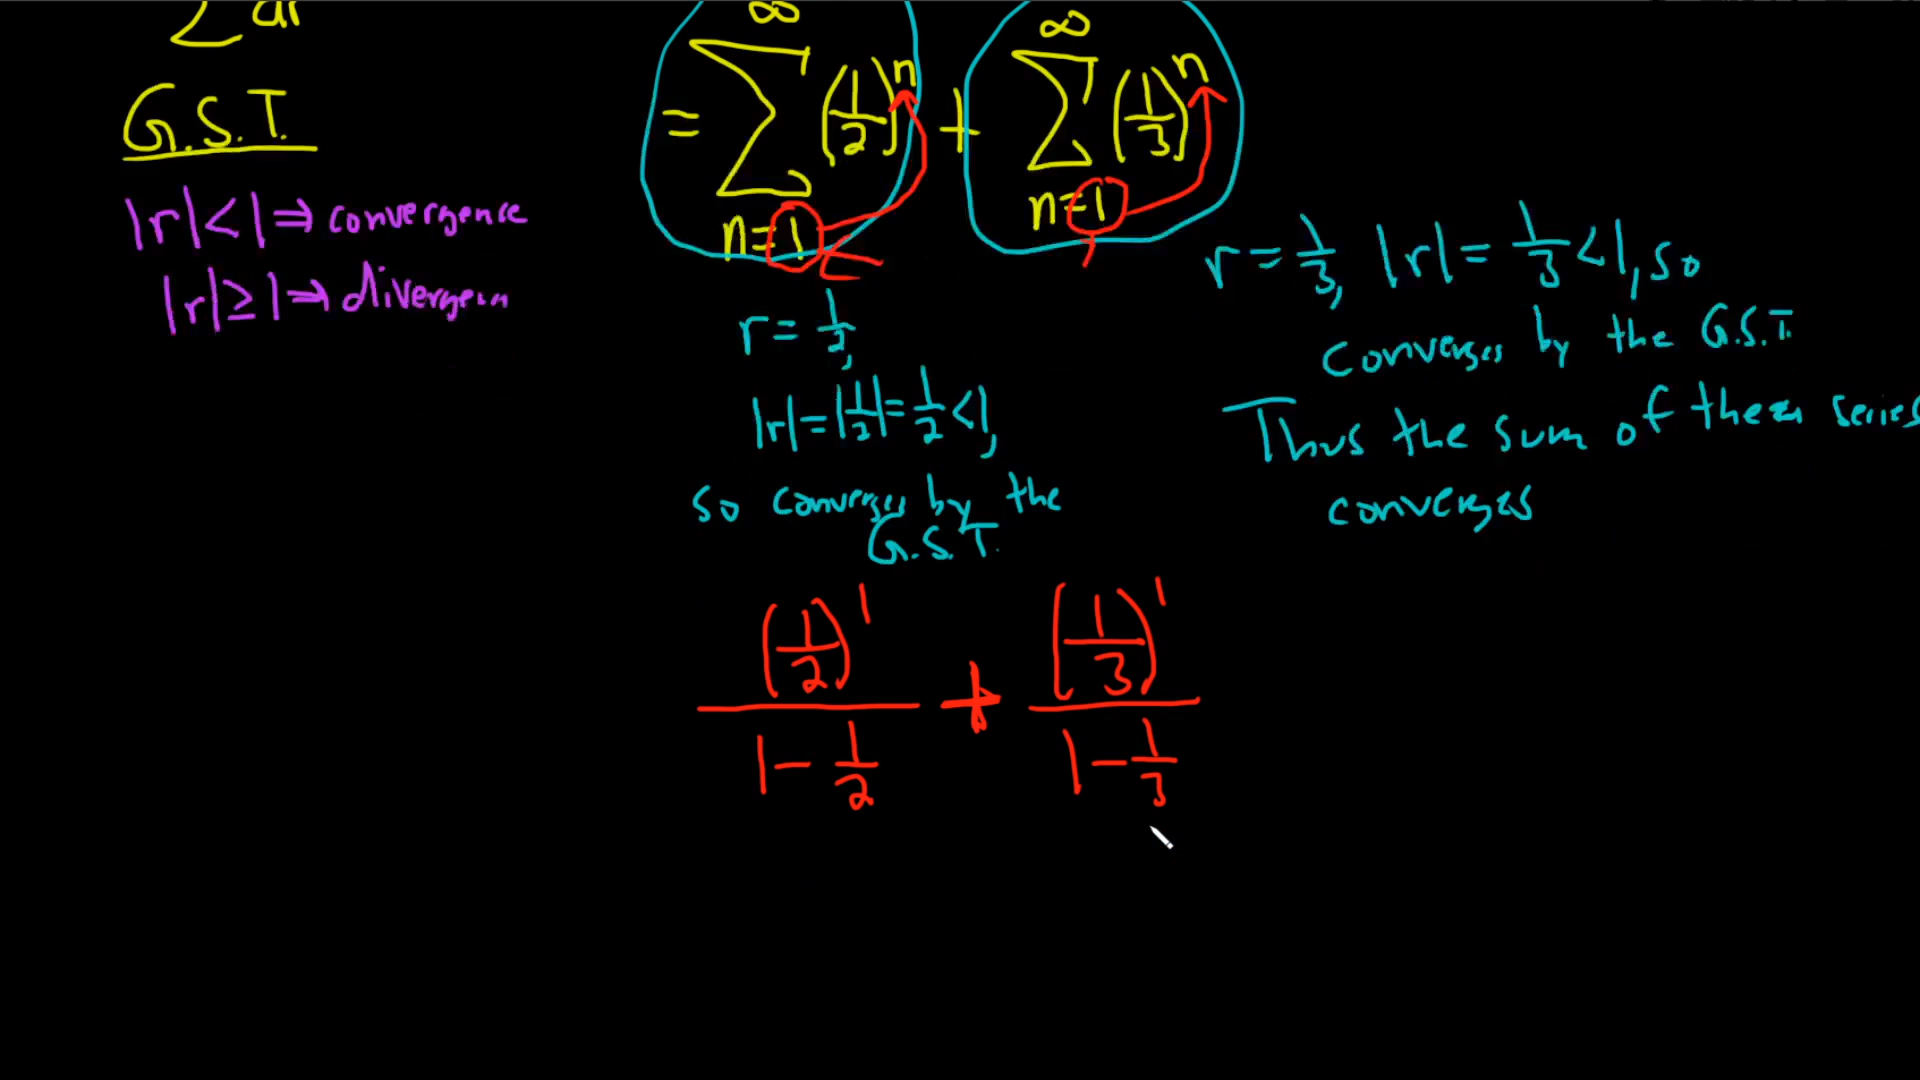 ∑ ar
G.S.T.
|r| < 1 ⇒ convergence
|r| ≥ 1 ⇒
= ∑_{n=1}^{∞} (1/2)^n + ∑_{n=1}^{∞} (1/3)^n
r = 1/2,
|r| = |1/2| = 1/2 < 1,
so converges by the
G.S.T.
r = 1/3, |r| = 1/3 < 1, so
converges by the G.S.T.
Thus the sum of series
converges
(1/2)^1 / (1 - 1/2) + (1/3)^1 / (1 - 1/3)